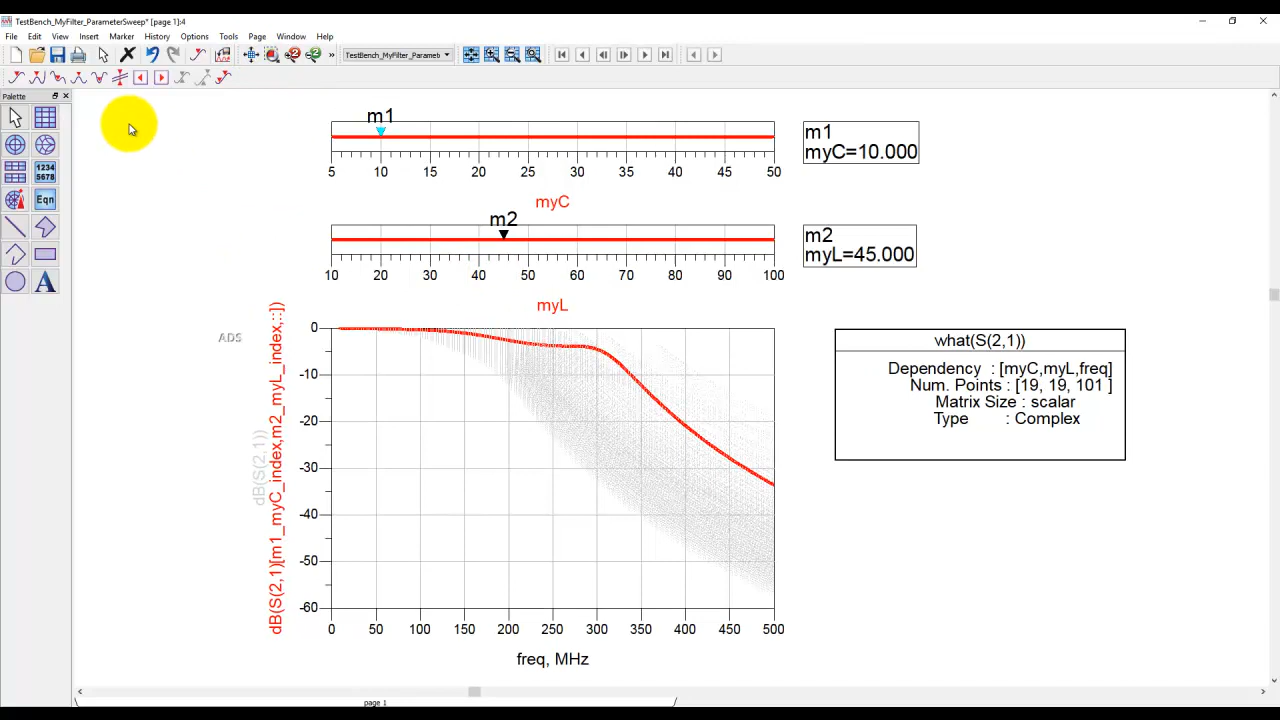 TestBench_MyFilter_ParameterSweep* [page 1]:4
File Edit View Insert Marker History Options Tools Page Window Help
» TestBench_MyFilter_Parameto
Palette
1234
5678
Eqn
A
m1
5 10 15 20 25 30 35 40 45 50
myC
m1
myC=10.000
m2
10 20 30 40 50 60 70 80 90 100
myL
m2
myL=45.000
ADS
dB(S(2,1))
dB(S(2,1)[m1_myC_index,m2_myL_index,::])
0
-10
-20
-30
-40
-50
-60
0 50 100 150 200 250 300 350 400 450 500
freq, MHz
what(S(2,1))
Dependency : [myC,myL,freq]
Num. Points : [19, 19, 101 ]
Matrix Size : scalar
Type : Complex
page 1